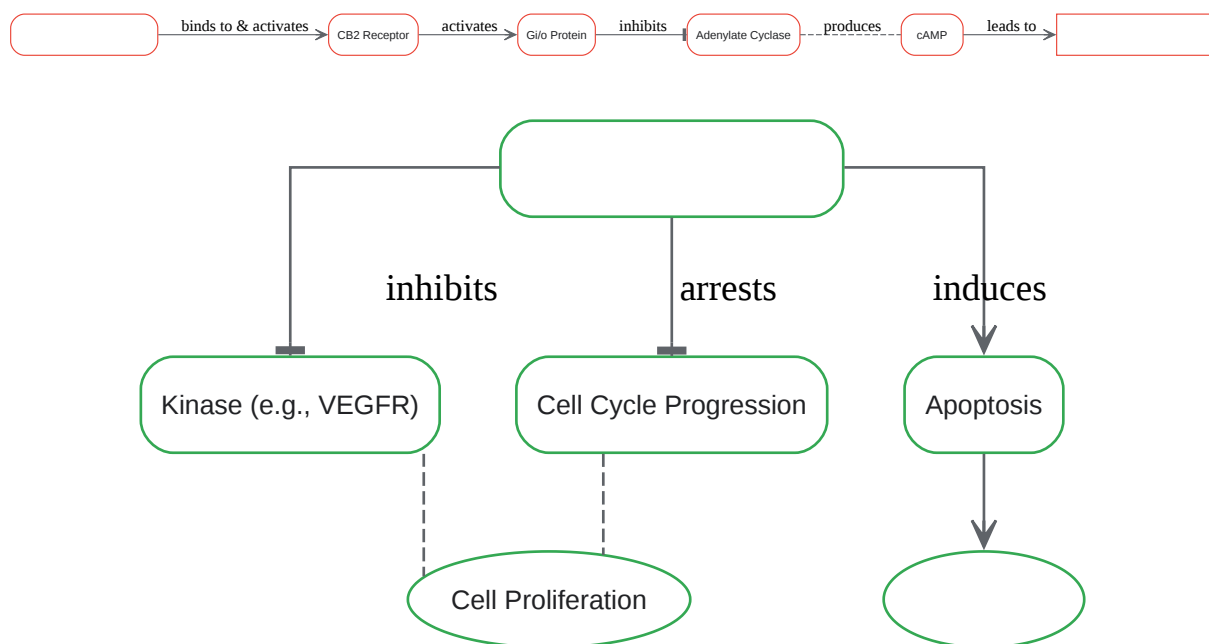 binds to & activates
CB2 Receptor
activates
Gi/o Protein
inhibits
Adenylate Cyclase
produces
cAMP
leads to
inhibits
arrests
induces
Kinase (e.g., VEGFR)
Cell Cycle Progression
Apoptosis
Cell Proliferation